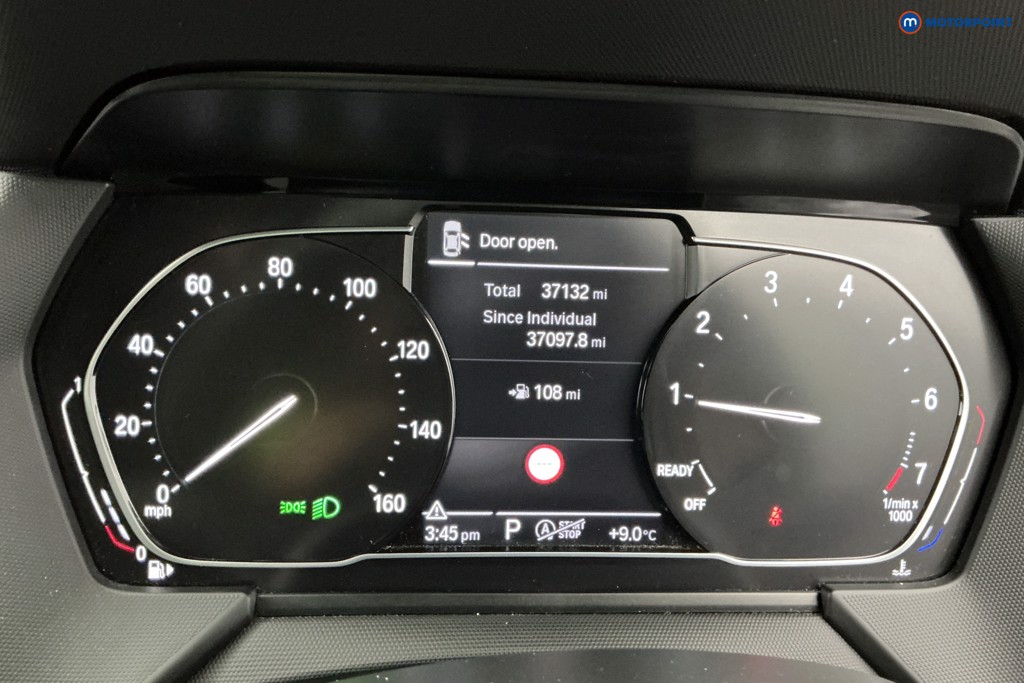 m MOTORPOINT
Door open.
Total 37132 mi
Since Individual
37097.8 mi
108 mi
---
3:45 pm P A START STOP +9.0 °C
0 20 40 60 80 100 120 140 160
mph
1
0
1 2 3 4 5 6 7
READY
OFF
1/min x
1000